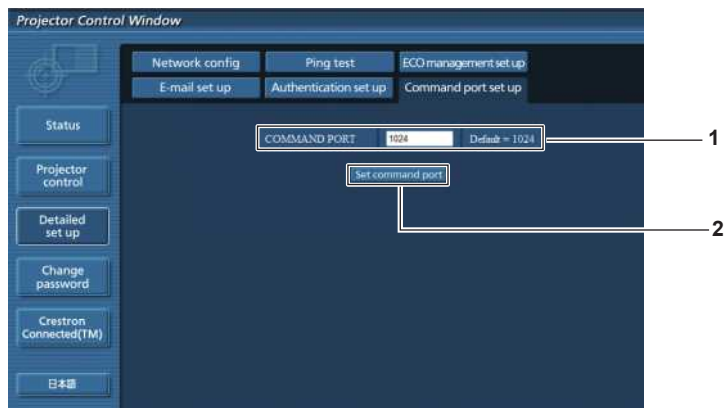 Projector Control Window
Network config
Ping test
ECO management set up
E-mail set up
Authentication set up
Command port set up
Status
COMMAND PORT 1024 Default = 1024
1
Projector
control
Set command port
Detailed
set up
2
Change
password
Crestron
Connected(TM)
日本語